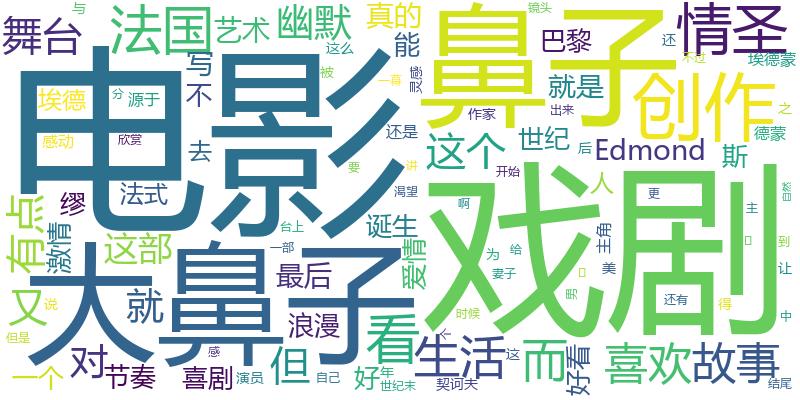 舞台
法国
艺术
幽默
真的
与
镜头
情圣
这么
能
巴黎
还
不过
埃德蒙
写
被
灵感
鼻子
就是
创作
之
埃德
分
源于
不
电影
一幕
作家
出来
感动
欣赏
去
还是
这个
世纪
后
Edmond
斯
德蒙
有点
缪
法式
要
讲
开始
人
渴望
激情
台上
诞生
啊
主角
更
主
自然
这部
一部
爱情
为
给
到
又
大鼻子
最后
妻子
美
让
戏剧
男
还有
得
中
说
就
浪漫
时候
但是
感
看
个
对
但
生活
这
而
好看
喜欢
故事
一个
节奏
喜剧
演员
自己
好
年
世纪末
契诃夫
结尾